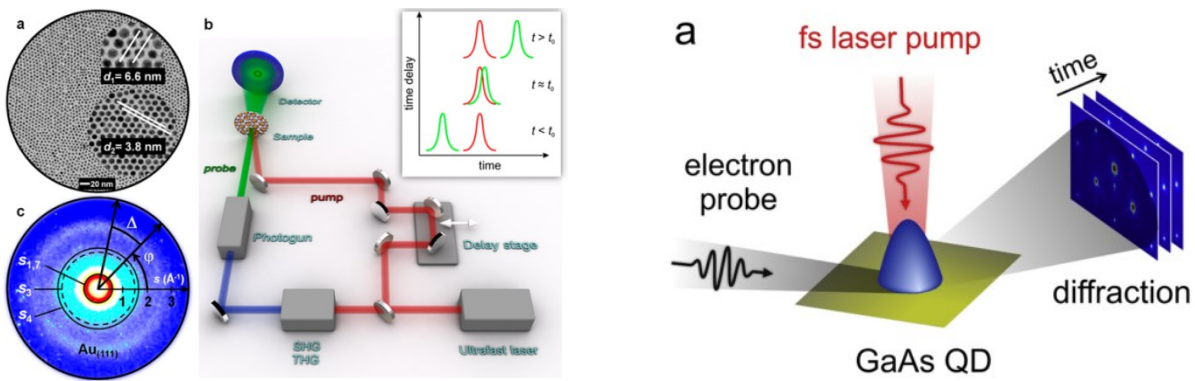 a
d₁= 6.6 nm
d₂= 3.8 nm
20 nm
b
Detector
Sample
probe
pump
Photogun
Delay stage
SHG
THG
Ultrafast laser
time delay
t > t₀
t ≈ t₀
t < t₀
time
c
Δ
φ
s (Å⁻¹)
S₁,₇
S₃
S₄
1 2 3
Au₍₁₁₁₎
a
fs laser pump
time
electron
probe
diffraction
GaAs QD